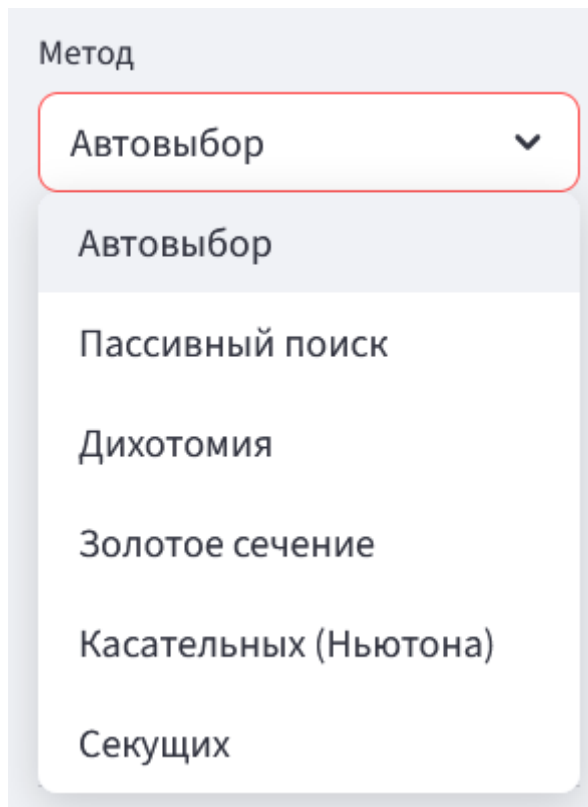 Метод
Автовыбор
Автовыбор
Пассивный поиск
Дихотомия
Золотое сечение
Касательных (Ньютона)
Секущих